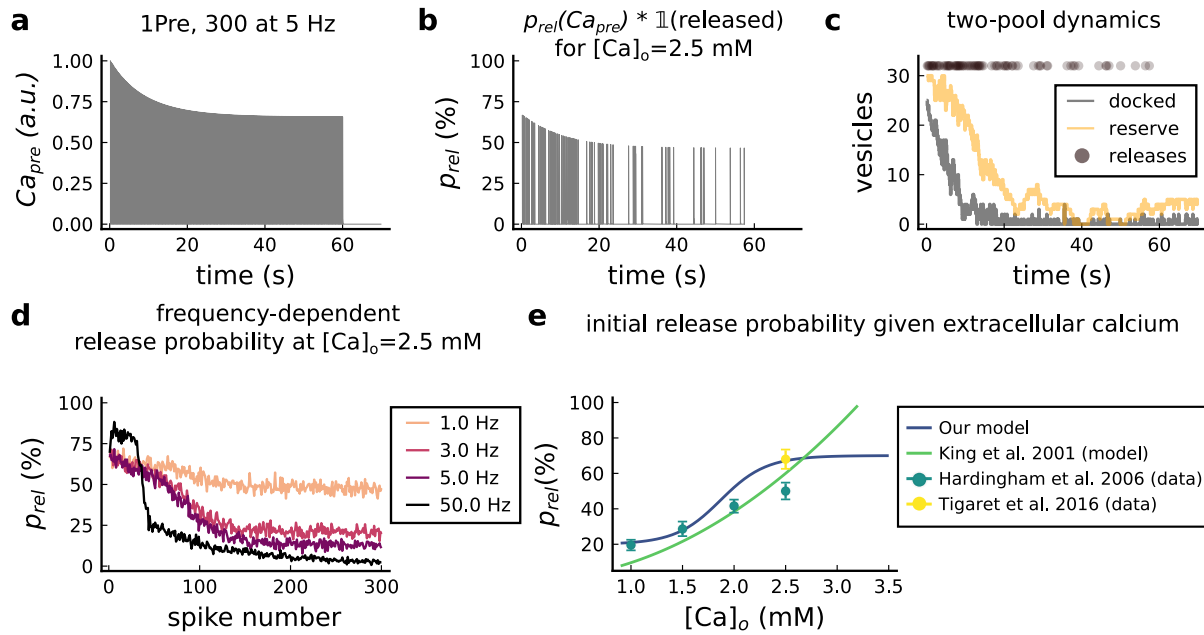 a
1Pre, 300 at 5 Hz
Ca_pre (a.u.)
1.00
0.75
0.50
0.25
0.00
0
20
40
60
time (s)
b
p_rel(Ca_pre) * 𝟙(released)
for [Ca]ₒ=2.5 mM
p_rel (%)
100
75
50
25
0
0
20
40
60
time (s)
c
two-pool dynamics
vesicles
30
20
10
0
docked
reserve
releases
0
20
40
60
time (s)
d
frequency-dependent
release probability at [Ca]ₒ=2.5 mM
p_rel (%)
100
75
50
25
0
0
100
200
300
spike number
1.0 Hz
3.0 Hz
5.0 Hz
50.0 Hz
e
initial release probability given extracellular calcium
p_rel(%)
100
80
60
40
20
1.0
1.5
2.0
2.5
3.0
3.5
[Ca]ₒ (mM)
Our model
King et al. 2001 (model)
Hardingham et al. 2006 (data)
Tigaret et al. 2016 (data)